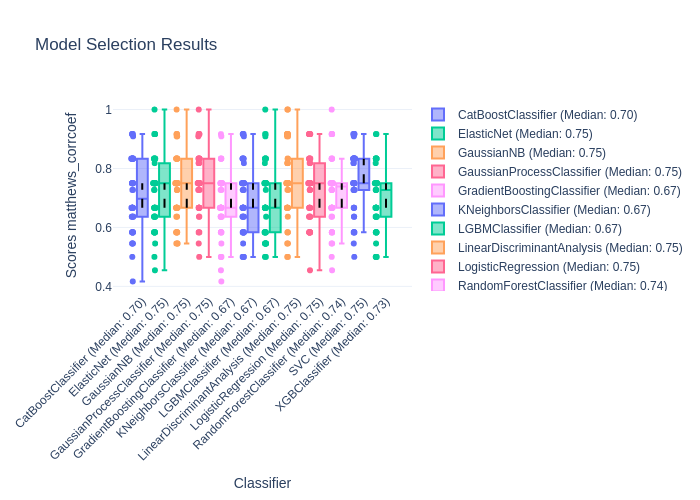 Model Selection Results
Scores matthews_corrcoef
1
0.8
0.6
0.4
CatBoostClassifier (Median: 0.70)
ElasticNet (Median: 0.75)
GaussianNB (Median: 0.75)
GaussianProcessClassifier (Median: 0.75)
GradientBoostingClassifier (Median: 0.67)
KNeighborsClassifier (Median: 0.67)
LGBMClassifier (Median: 0.67)
LinearDiscriminantAnalysis (Median: 0.75)
LogisticRegression (Median: 0.75)
RandomForestClassifier (Median: 0.74)
SVC (Median: 0.75)
XGBClassifier (Median: 0.73)
Classifier
CatBoostClassifier (Median: 0.70)
ElasticNet (Median: 0.75)
GaussianNB (Median: 0.75)
GaussianProcessClassifier (Median: 0.75)
GradientBoostingClassifier (Median: 0.67)
KNeighborsClassifier (Median: 0.67)
LGBMClassifier (Median: 0.67)
LinearDiscriminantAnalysis (Median: 0.75)
LogisticRegression (Median: 0.75)
RandomForestClassifier (Median: 0.74)